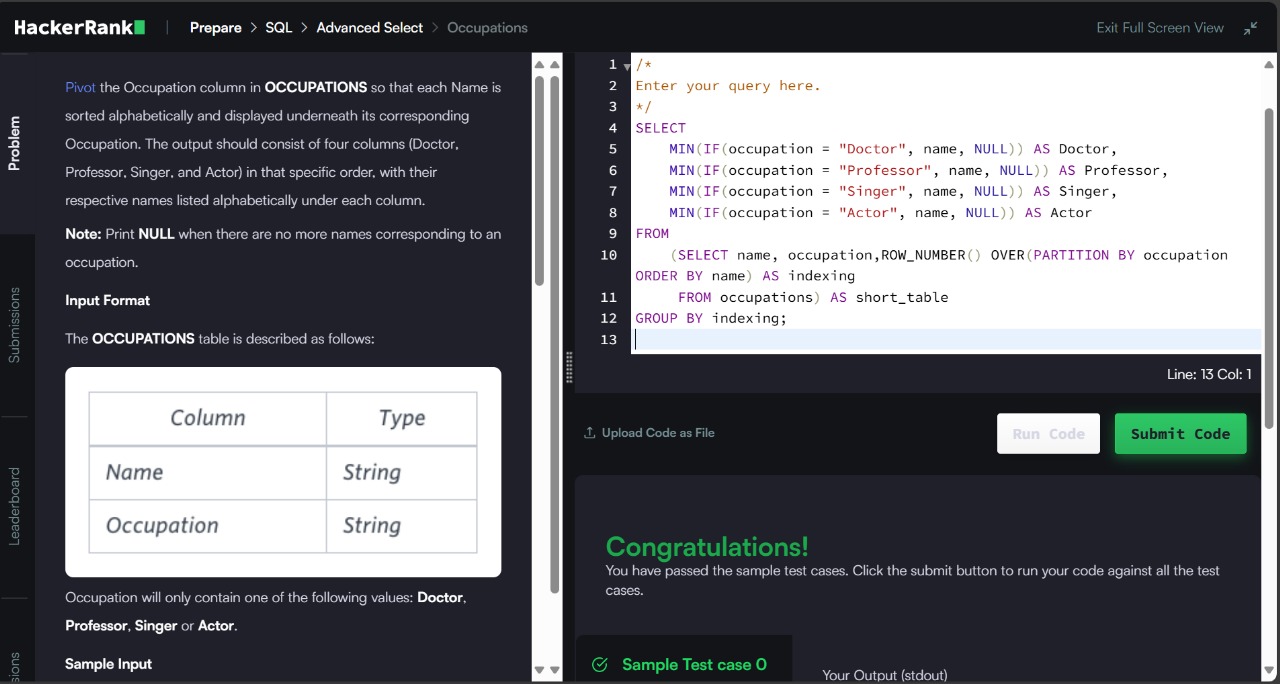 HackerRank
Prepare > SQL > Advanced Select > Occupations
Exit Full Screen View
Problem
Submissions
Leaderboard
Pivot the Occupation column in OCCUPATIONS so that each Name is
sorted alphabetically and displayed underneath its corresponding
Occupation. The output should consist of four columns (Doctor,
Professor, Singer, and Actor) in that specific order, with their
respective names listed alphabetically under each column.
Note: Print NULL when there are no more names corresponding to an
occupation.
Input Format
The OCCUPATIONS table is described as follows:
Column Type
Name String
Occupation String
Occupation will only contain one of the following values: Doctor,
Professor, Singer or Actor.
Sample Input
1 /*
2 Enter your query here.
3 */
4 SELECT
5 MIN(IF(occupation = "Doctor", name, NULL)) AS Doctor,
6 MIN(IF(occupation = "Professor", name, NULL)) AS Professor,
7 MIN(IF(occupation = "Singer", name, NULL)) AS Singer,
8 MIN(IF(occupation = "Actor", name, NULL)) AS Actor
9 FROM
10 (SELECT name, occupation,ROW_NUMBER() OVER(PARTITION BY occupation
ORDER BY name) AS indexing
11 FROM occupations) AS short_table
12 GROUP BY indexing;
13
Line: 13 Col: 1
Upload Code as File
Run Code
Submit Code
Congratulations!
You have passed the sample test cases. Click the submit button to run your code against all the test
cases.
Sample Test case 0
Your Output (stdout)